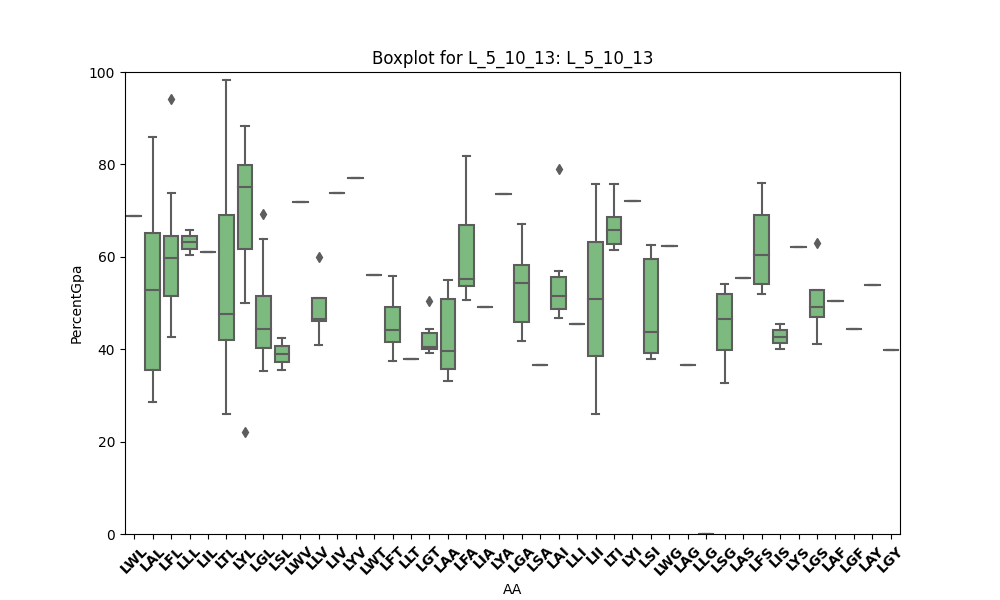 Boxplot for L_5_10_13: L_5_10_13
100
80
60
40
20
0
PercentGpa
LWL LAL LFL LLL LIL LTL LYL LGL LSL LWV LLV LIV LYV LWT LFT LLT LGT LAA LFA LIA LYA LGA LSA LAI LLI LII LTI LYI LSI LWG LAG LLG LSG LAS LFS LIS LYS LGS LAF LGF LAY LGY
AA